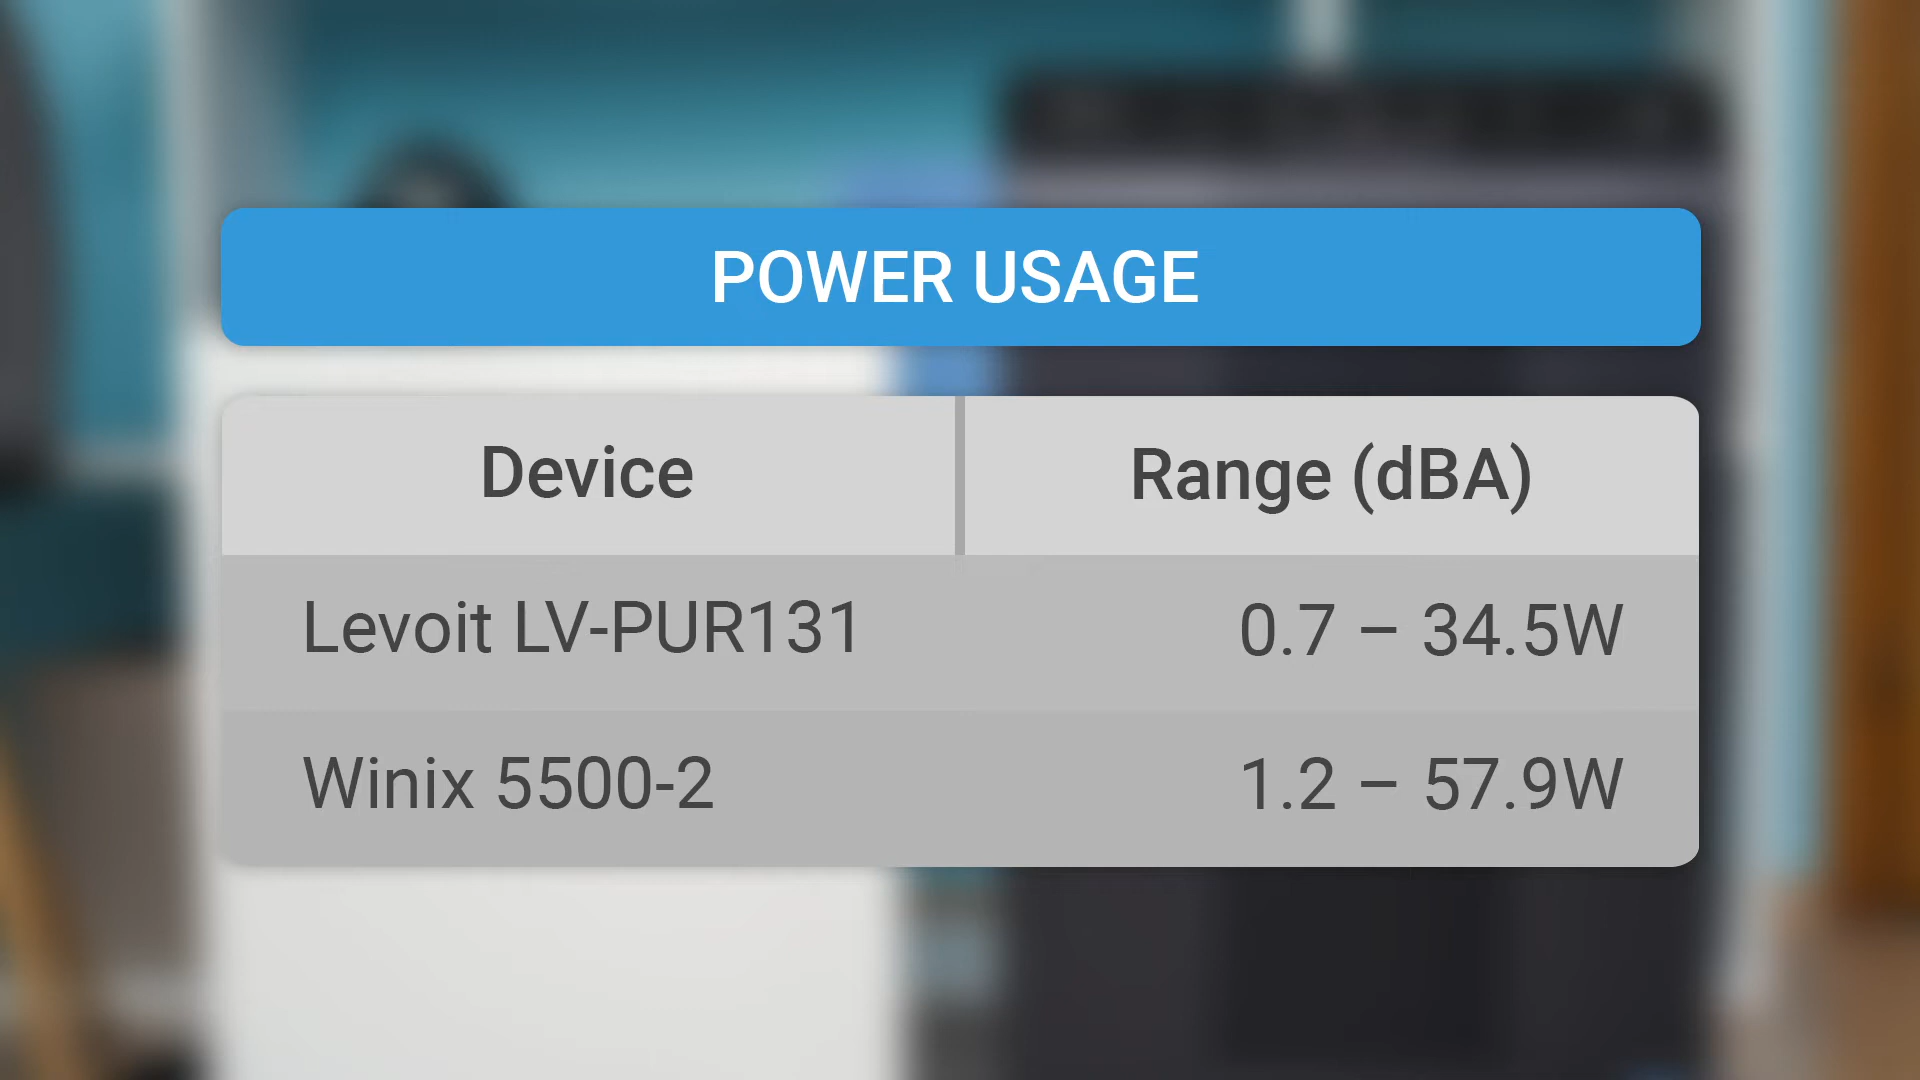 POWER USAGE
Device
Range (dBA)
Levoit LV-PUR131
0.7 – 34.5W
Winix 5500-2
1.2 – 57.9W